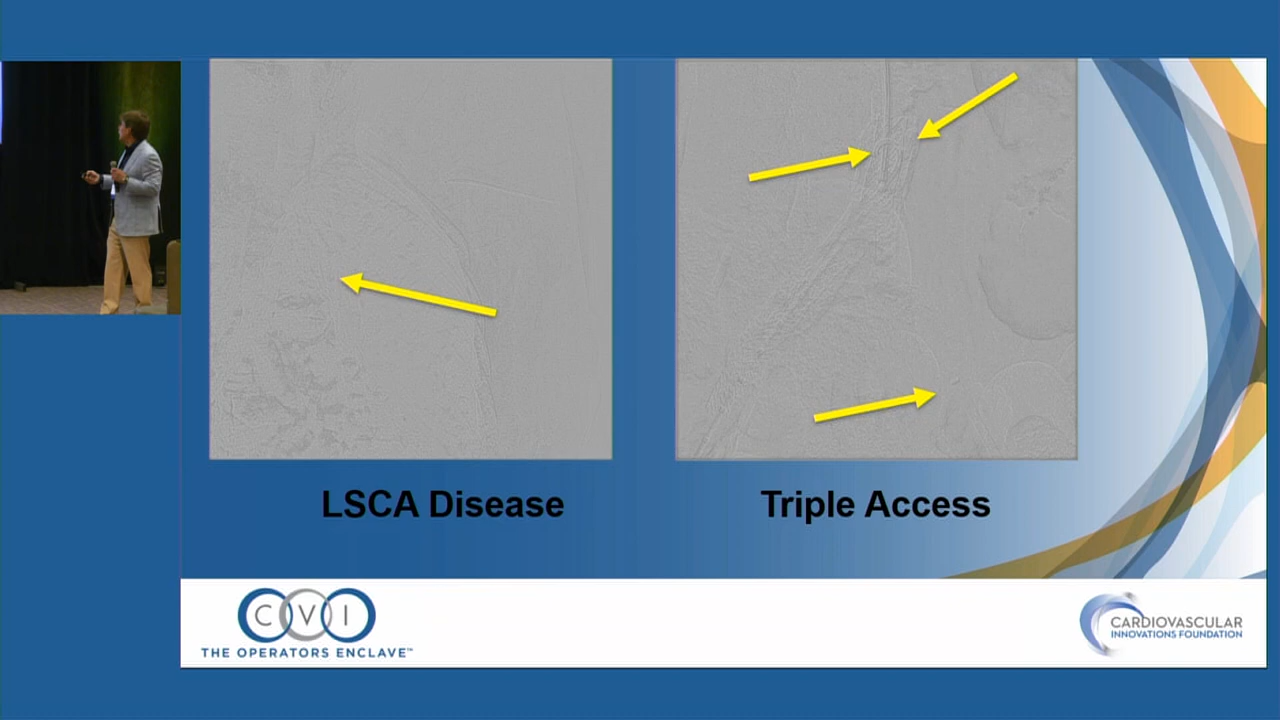 LSCA Disease
Triple Access
CVI
THE OPERATORS ENCLAVE™
CARDIOVASCULAR
INNOVATIONS FOUNDATION